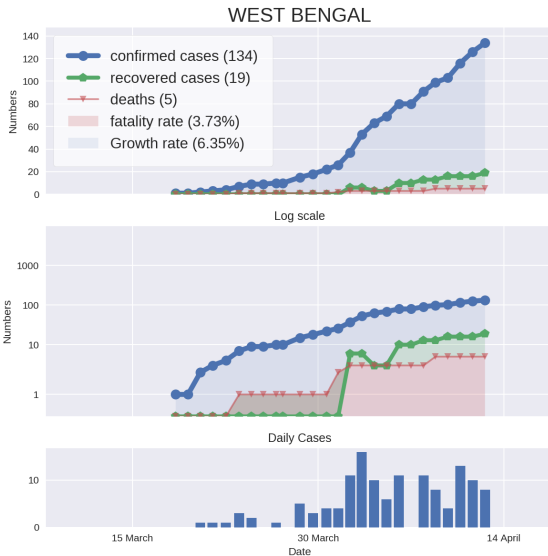 WEST BENGAL
140
120
100
80
60
40
20
0
Numbers
confirmed cases (134)
recovered cases (19)
deaths (5)
fatality rate (3.73%)
Growth rate (6.35%)
Log scale
1000
100
10
1
Numbers
Daily Cases
10
0
15 March
30 March
14 April
Date